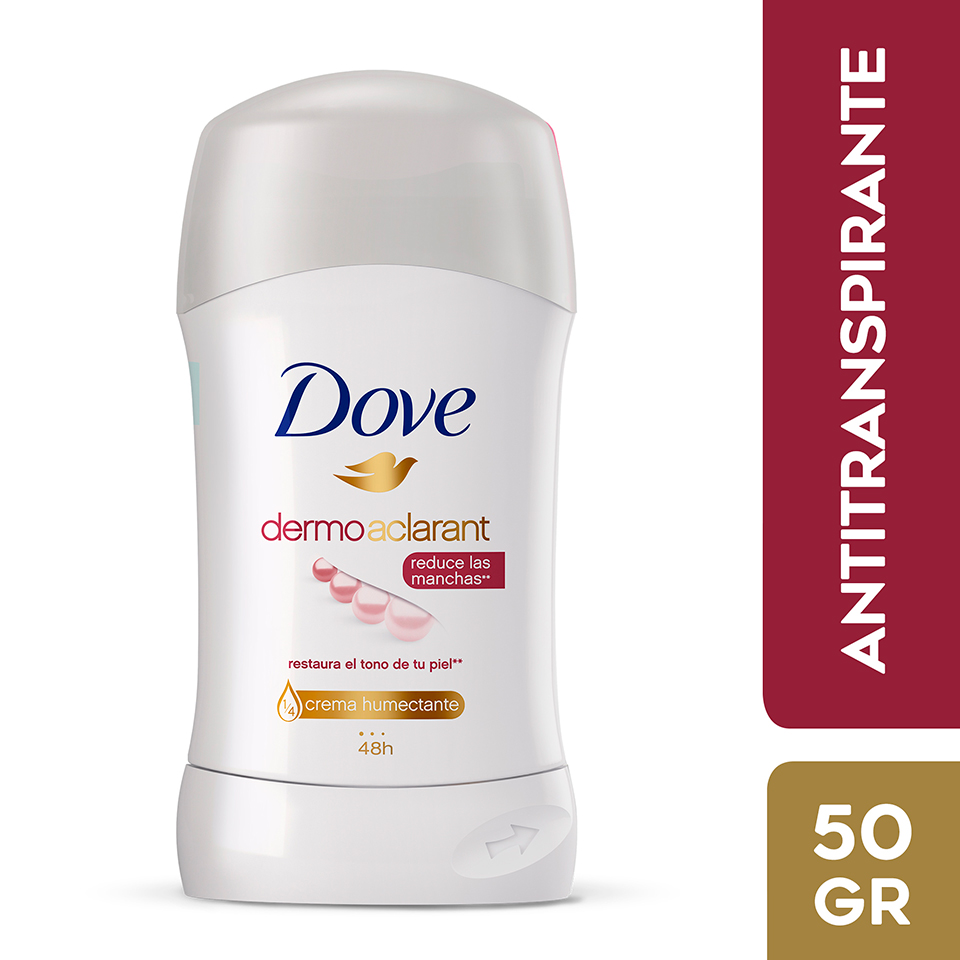 Dove
dermoaclarant
reduce las
manchas**
restaura el tono de tu piel**
1/4 crema humectante
48h
ANTITRANSPIRANTE
50
GR